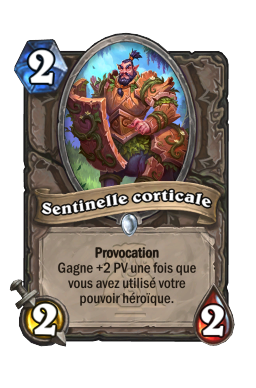 2
Sentinelle corticale
Provocation
Gagne +2 PV une fois que
vous avez utilisé votre
pouvoir héroïque.
2 2